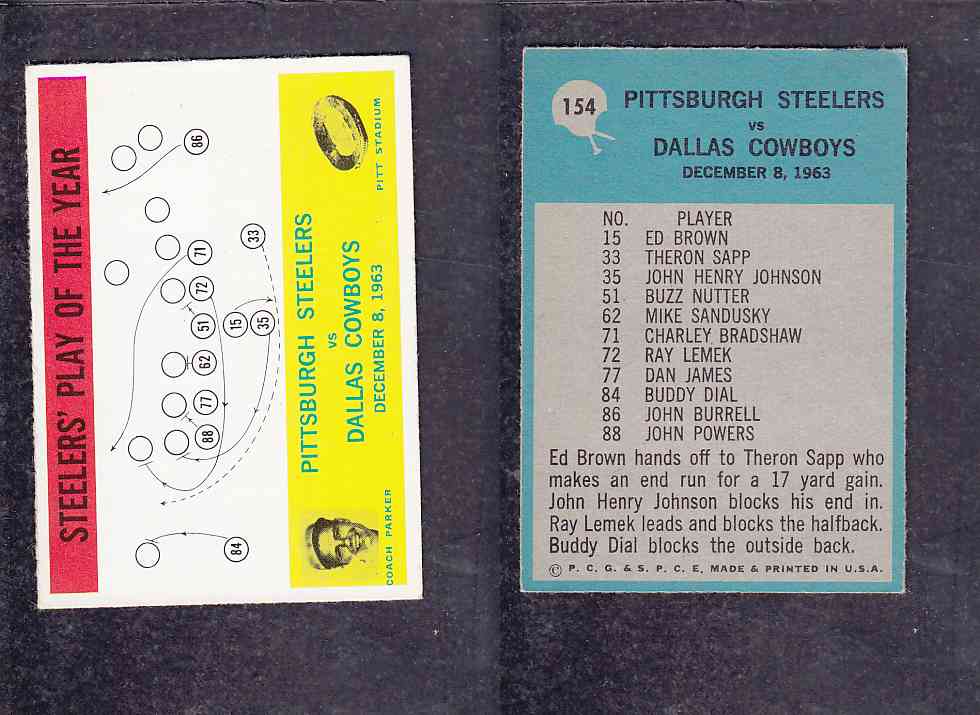 STEELERS' PLAY OF THE YEAR
86
33
71
72
51
15
35
62
77
88
84
PITT STADIUM
PITTSBURGH STEELERS
vs
DALLAS COWBOYS
DECEMBER 8, 1963
COACH PARKER
154
PITTSBURGH STEELERS
VS
DALLAS COWBOYS
DECEMBER 8, 1963
NO. PLAYER
15 ED BROWN
33 THERON SAPP
35 JOHN HENRY JOHNSON
51 BUZZ NUTTER
62 MIKE SANDUSKY
71 CHARLEY BRADSHAW
72 RAY LEMEK
77 DAN JAMES
84 BUDDY DIAL
86 JOHN BURRELL
88 JOHN POWERS
Ed Brown hands off to Theron Sapp who
makes an end run for a 17 yard gain.
John Henry Johnson blocks his end in.
Ray Lemek leads and blocks the halfback.
Buddy Dial blocks the outside back.
© P. C. G. & S. P. C. E. MADE & PRINTED IN U.S.A.